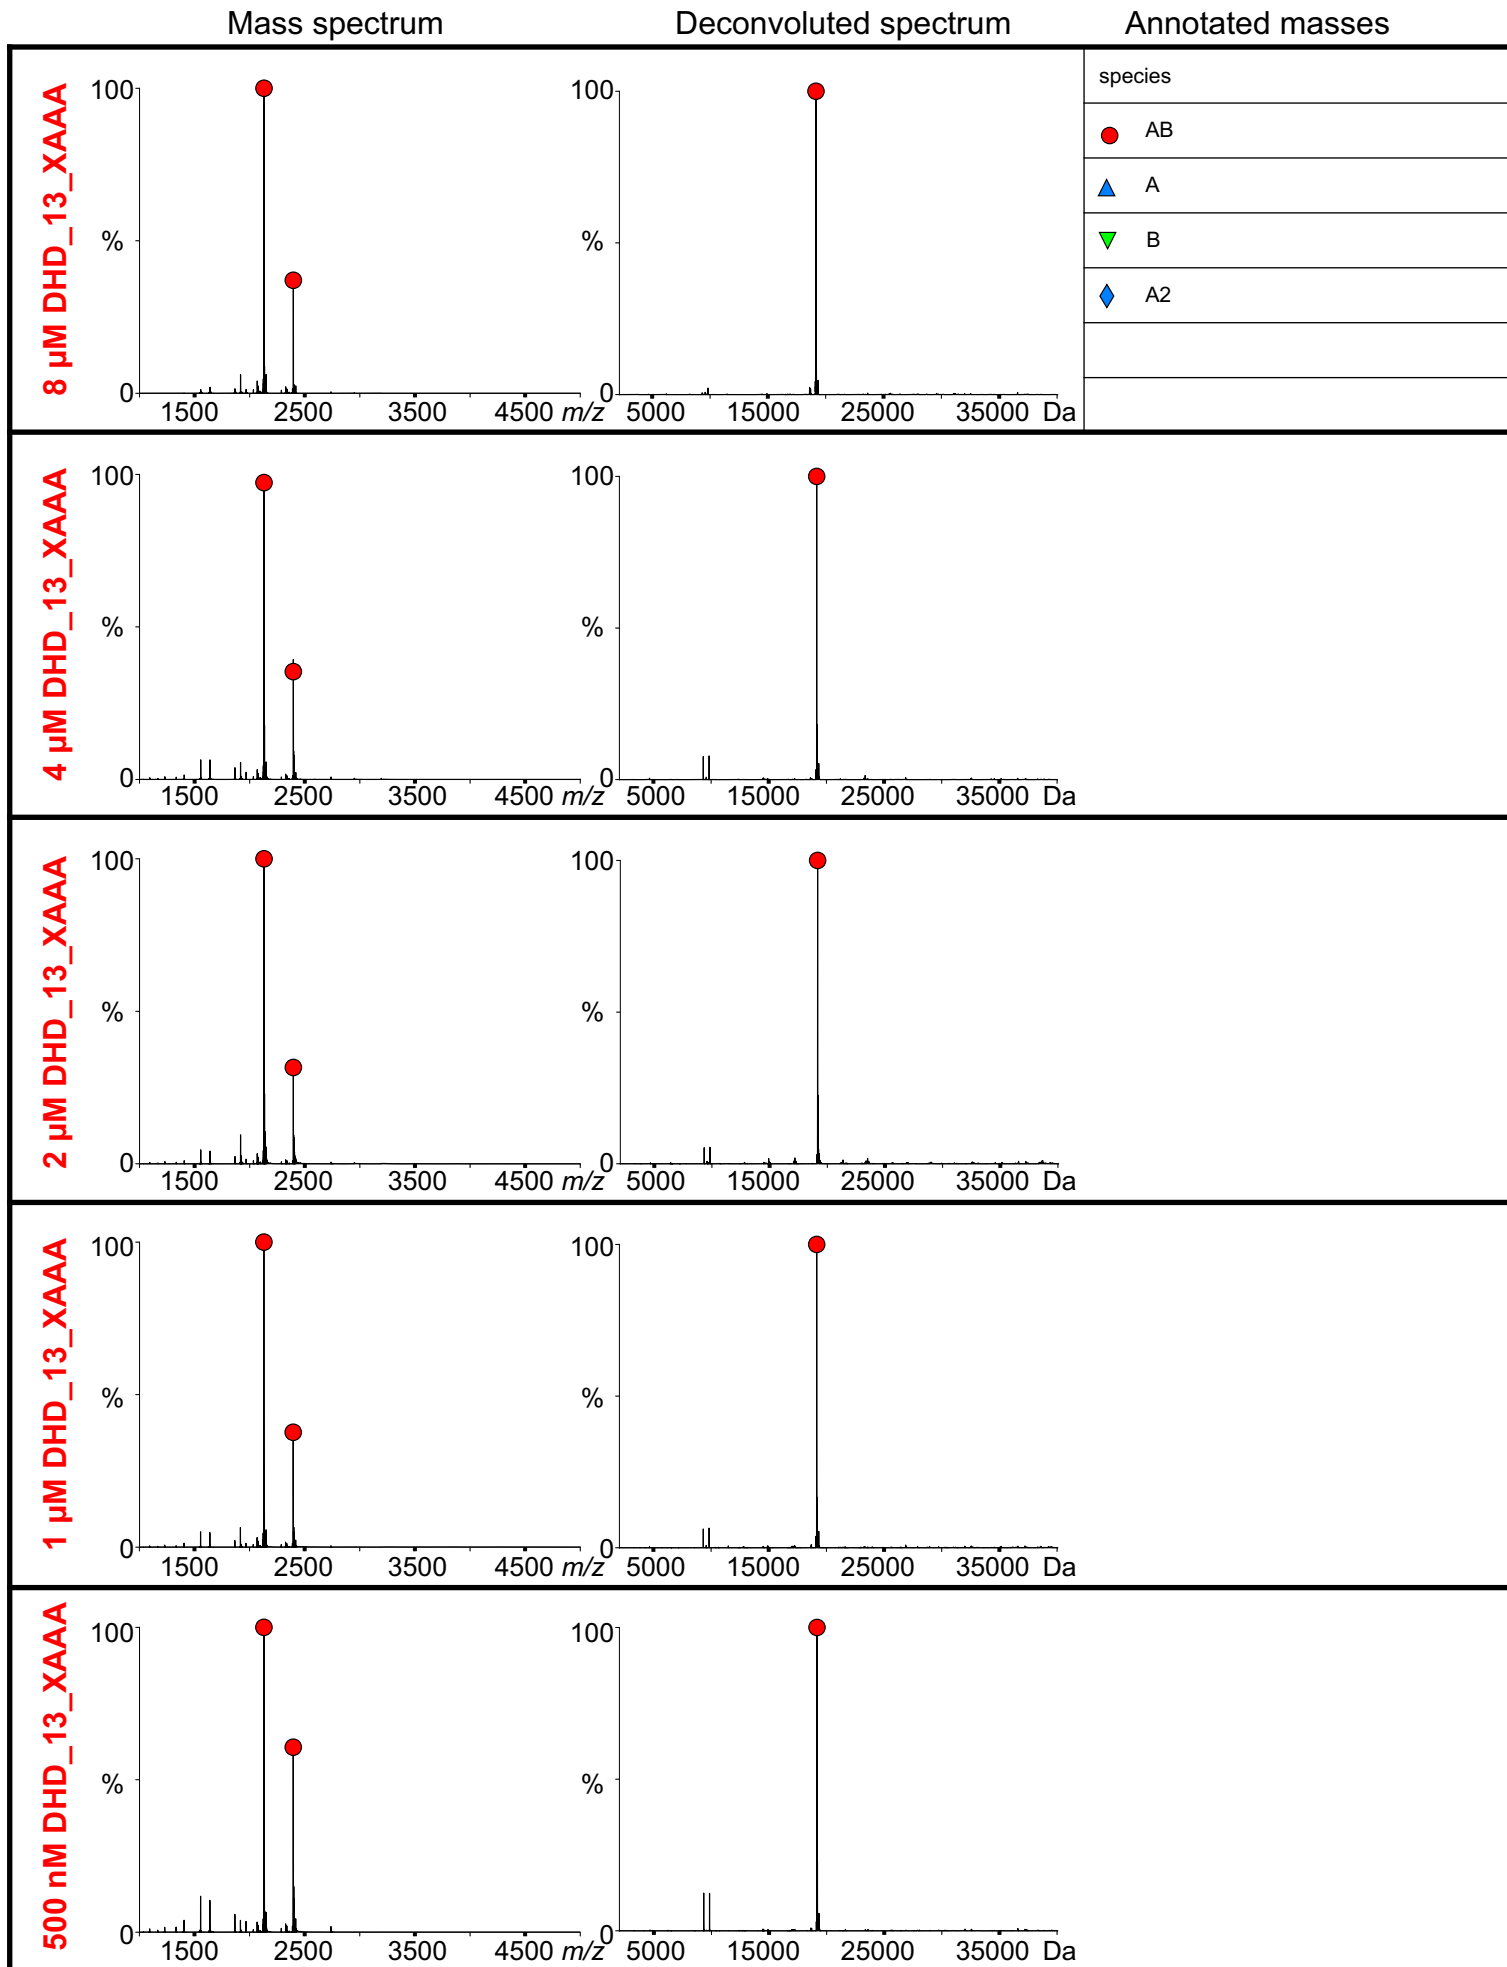 Mass spectrum Deconvoluted spectrum Annotated masses
8 µM DHD_13_XAAA
100
%
0
1500 2500 3500 4500 m/z
100
%
0
5000 15000 25000 35000 Da
species
AB
A
B
A2
4 µM DHD_13_XAAA
100
%
0
1500 2500 3500 4500 m/z
100
%
0
5000 15000 25000 35000 Da
2 µM DHD_13_XAAA
100
%
0
1500 2500 3500 4500 m/z
100
%
0
5000 15000 25000 35000 Da
1 µM DHD_13_XAAA
100
%
0
1500 2500 3500 4500 m/z
100
%
0
5000 15000 25000 35000 Da
500 nM DHD_13_XAAA
100
%
0
1500 2500 3500 4500 m/z
100
%
0
5000 15000 25000 35000 Da